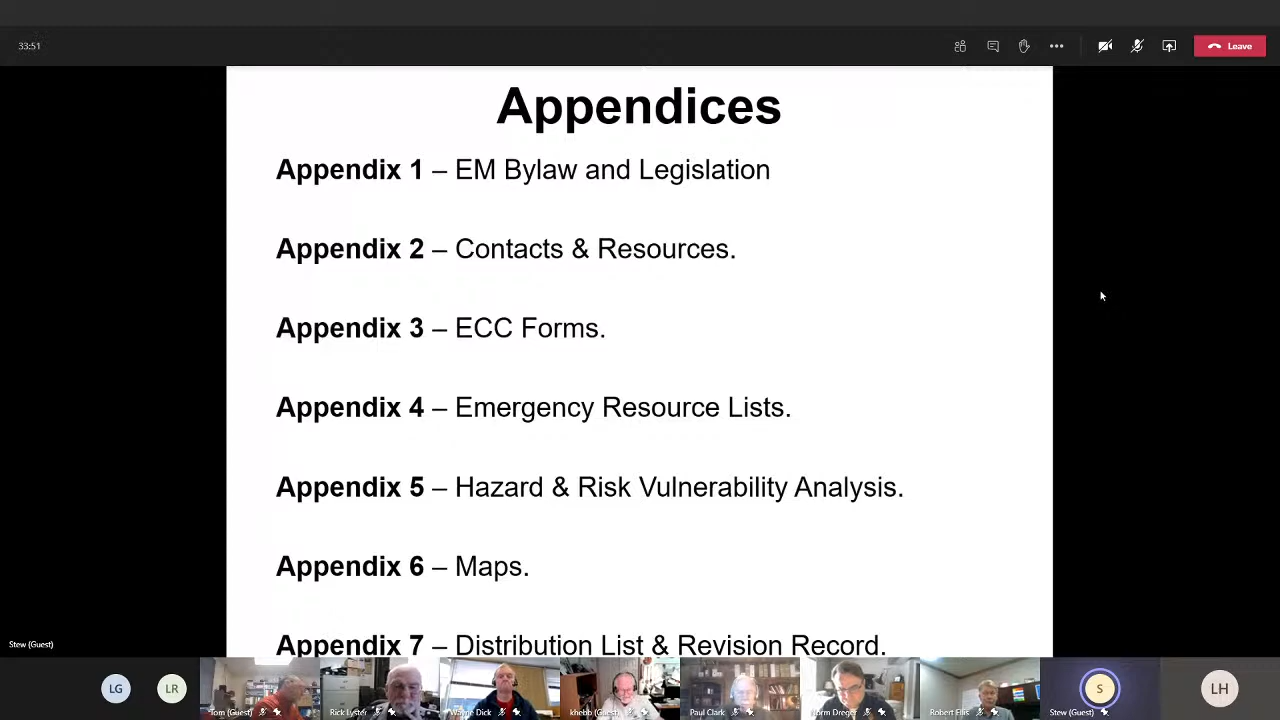 33:51
Leave
Appendices
Appendix 1 – EM Bylaw and Legislation
Appendix 2 – Contacts & Resources.
Appendix 3 – ECC Forms.
Appendix 4 – Emergency Resource Lists.
Appendix 5 – Hazard & Risk Vulnerability Analysis.
Appendix 6 – Maps.
Appendix 7 – Distribution List & Revision Record.
Stew (Guest)
LG
LR
S
LH
Tom (Guest)
Rick Lyster
Wayne Dick
khebb (Guest)
Paul Clark
Norm Dreger
Robert Ellis
Stew (Guest)